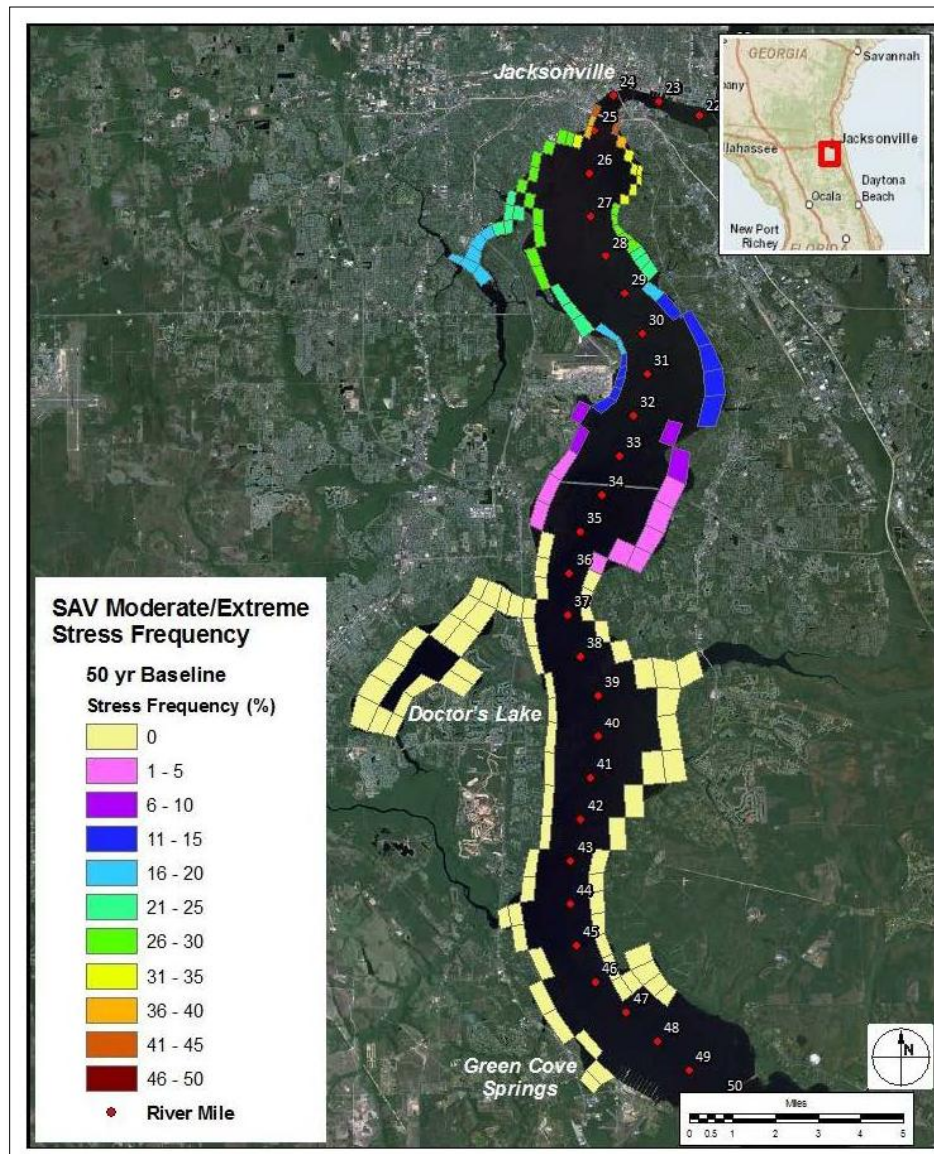 Jacksonville
24
23
22
25
26
27
28
29
30
31
32
33
34
35
36
37
38
39
40
41
42
43
44
45
46
47
48
49
50
Doctor's Lake
Green Cove
Springs
GEORGIA
Savannah
any
Jacksonville
lahassee
Daytona
Beach
Ocala
New Port
Richey
FLORIDA
SAV Moderate/Extreme
Stress Frequency
50 yr Baseline
Stress Frequency (%)
0
1 - 5
6 - 10
11 - 15
16 - 20
21 - 25
26 - 30
31 - 35
36 - 40
41 - 45
46 - 50
River Mile
N
Miles
0 0.5 1 2 3 4 5